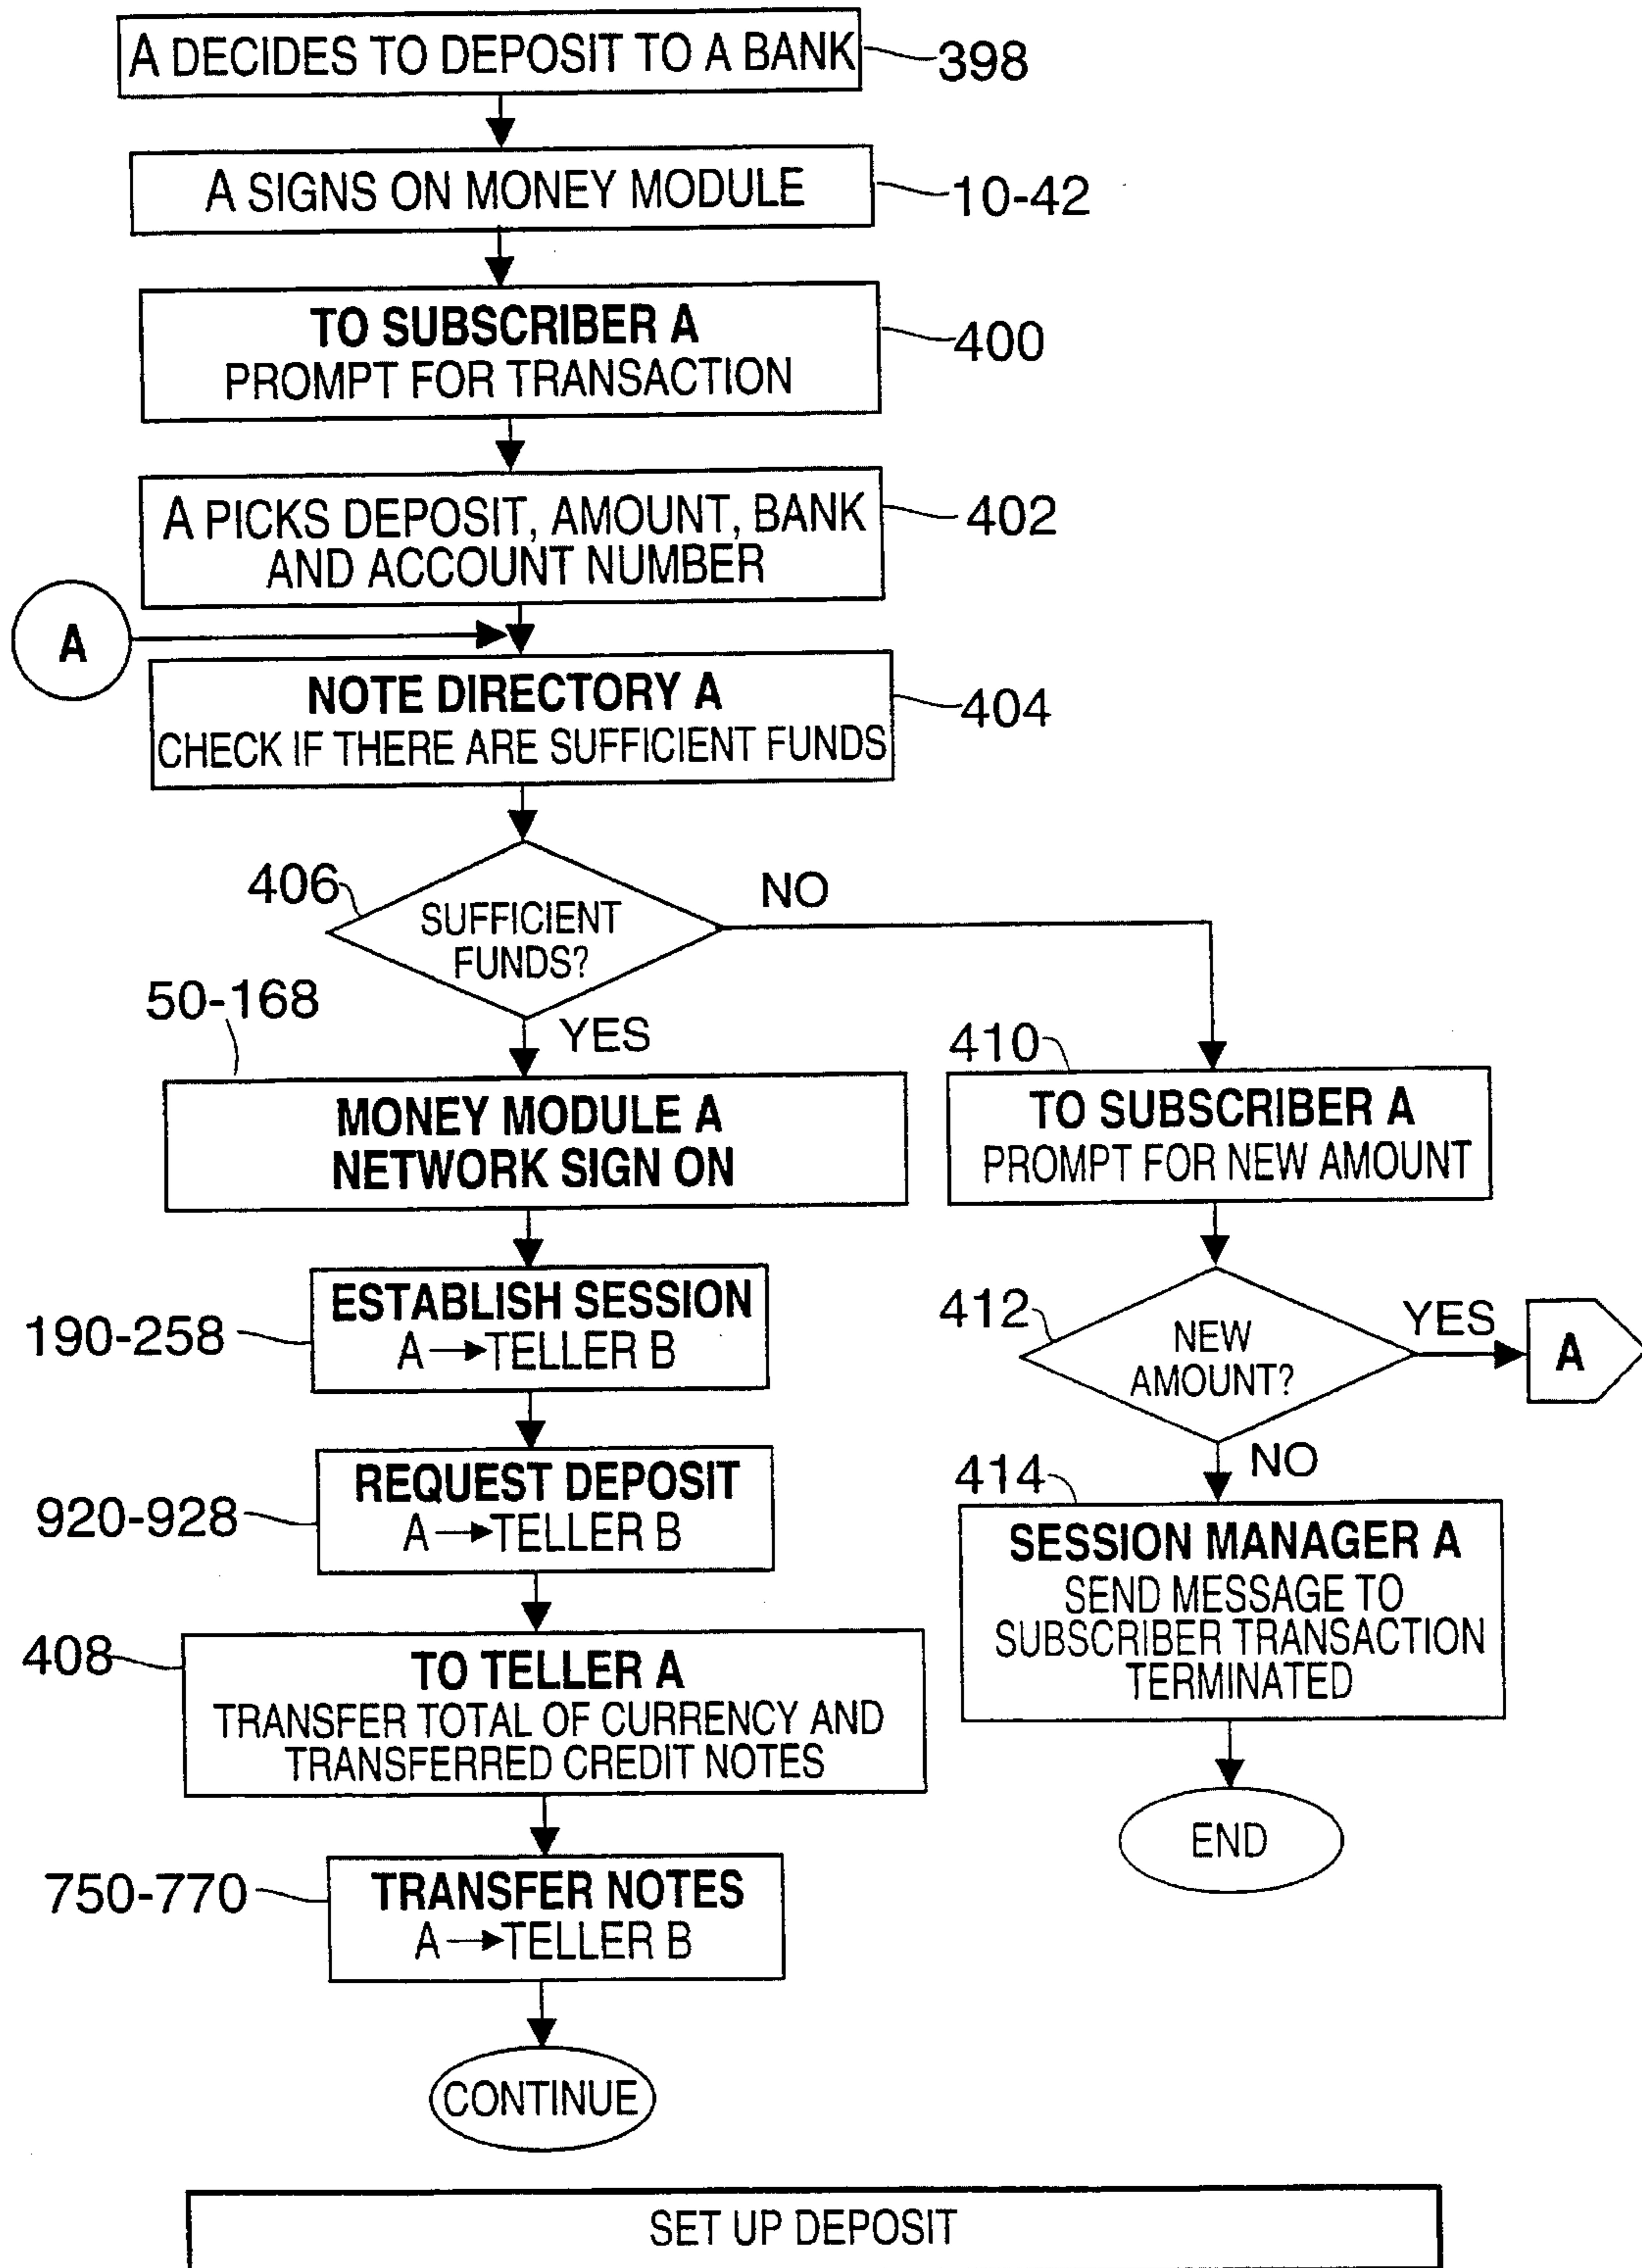 A DECIDES TO DEPOSIT TO A BANK
398
A SIGNS ON MONEY MODULE
10-42
TO SUBSCRIBER A
PROMPT FOR TRANSACTION
400
A PICKS DEPOSIT, AMOUNT, BANK
AND ACCOUNT NUMBER
402
A
NOTE DIRECTORY A
CHECK IF THERE ARE SUFFICIENT FUNDS
404
406
SUFFICIENT
FUNDS?
NO
YES
50-168
MONEY MODULE A
NETWORK SIGN ON
410
TO SUBSCRIBER A
PROMPT FOR NEW AMOUNT
190-258
ESTABLISH SESSION
A → TELLER B
412
NEW
AMOUNT?
YES
A
NO
920-928
REQUEST DEPOSIT
A → TELLER B
414
SESSION MANAGER A
SEND MESSAGE TO
SUBSCRIBER TRANSACTION
TERMINATED
408
TO TELLER A
TRANSFER TOTAL OF CURRENCY AND
TRANSFERRED CREDIT NOTES
END
750-770
TRANSFER NOTES
A → TELLER B
CONTINUE
SET UP DEPOSIT